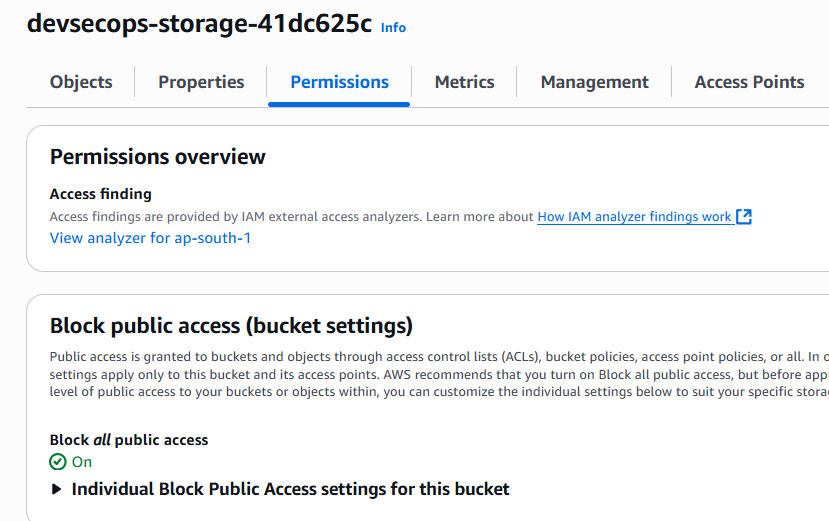 devsecops-storage-41dc625c Info
Objects Properties Permissions Metrics Management Access Points
Permissions overview
Access finding
Access findings are provided by IAM external access analyzers. Learn more about How IAM analyzer findings work
View analyzer for ap-south-1
Block public access (bucket settings)
Public access is granted to buckets and objects through access control lists (ACLs), bucket policies, access point policies, or all. In
settings apply only to this bucket and its access points. AWS recommends that you turn on Block all public access, but before
level of public access to your buckets or objects within, you can customize the individual settings below to suit your specific
Block all public access
On
Individual Block Public Access settings for this bucket